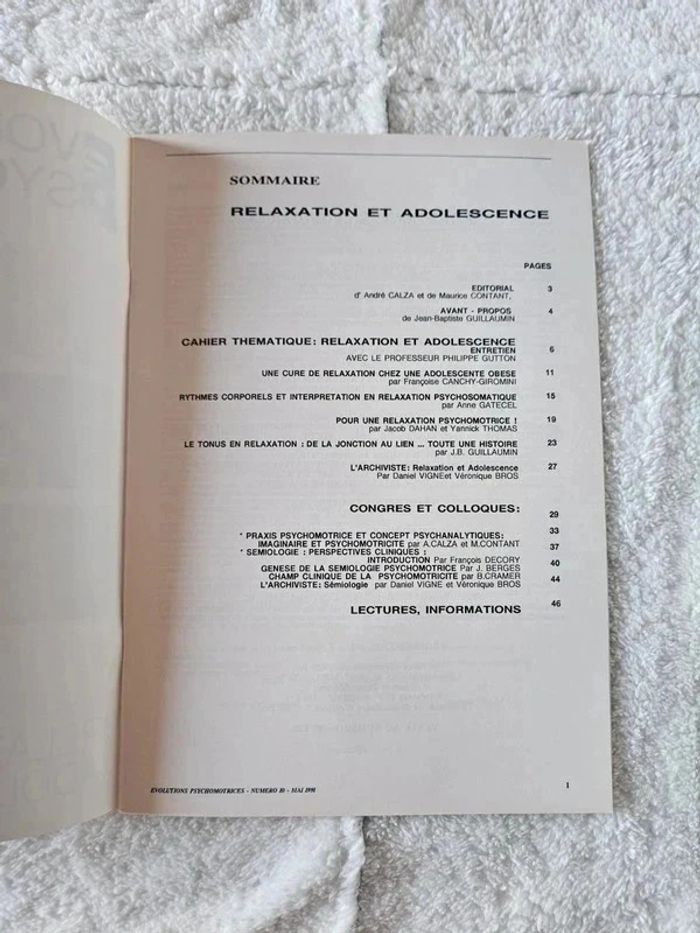 SOMMAIRE
RELAXATION ET ADOLESCENCE
PAGES
EDITORIAL 3
d' André CALZA et de Maurice CONTANT,
AVANT - PROPOS 4
de Jean-Baptiste GUILLAUMIN
CAHIER THEMATIQUE: RELAXATION ET ADOLESCENCE
ENTRETIEN 6
AVEC LE PROFESSEUR PHILIPPE GUTTON
UNE CURE DE RELAXATION CHEZ UNE ADOLESCENTE OBESE 11
par Françoise CANCHY-GIROMINI
RYTHMES CORPORELS ET INTERPRETATION EN RELAXATION PSYCHOSOMATIQUE 15
par Anne GATECEL
POUR UNE RELAXATION PSYCHOMOTRICE ! 19
par Jacob DAHAN et Yannick THOMAS
LE TONUS EN RELAXATION : DE LA JONCTION AU LIEN ... TOUTE UNE HISTOIRE 23
par J.B. GUILLAUMIN
L'ARCHIVISTE: Relaxation et Adolescence 27
Par Daniel VIGNEet Véronique BROS
CONGRES ET COLLOQUES: 29
* PRAXIS PSYCHOMOTRICE ET CONCEPT PSYCHANALYTIQUES: 33
IMAGINAIRE ET PSYCHOMOTRICITE par A.CALZA et M.CONTANT 37
* SEMIOLOGIE : PERSPECTIVES CLINIQUES :
INTRODUCTION Par François DECORY 40
GENESE DE LA SEMIOLOGIE PSYCHOMOTRICE Par J. BERGES
CHAMP CLINIQUE DE LA PSYCHOMOTRICITE par B.CRAMER 44
L'ARCHIVISTE: Sémiologie par Daniel VIGNE et Véronique BROS
LECTURES, INFORMATIONS 46
EVOLUTIONS PSYCHOMOTRICES - NUMERO 10 - MAI 1991 1